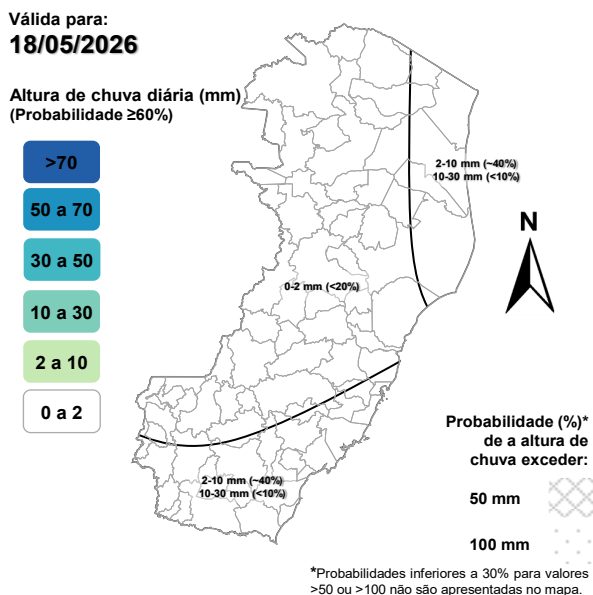 Válida para:
18/05/2026
Altura de chuva diária (mm)
(Probabilidade ≥60%)
>70
50 a 70
30 a 50
10 a 30
2 a 10
0 a 2
2-10 mm (~40%)
10-30 mm (<10%)
0-2 mm (<20%)
2-10 mm (~40%)
10-30 mm (<10%)
N
Probabilidade (%)*
de a altura de
chuva exceder:
50 mm
100 mm
*Probabilidades inferiores a 30% para valores
>50 ou >100 não são apresentadas no mapa.